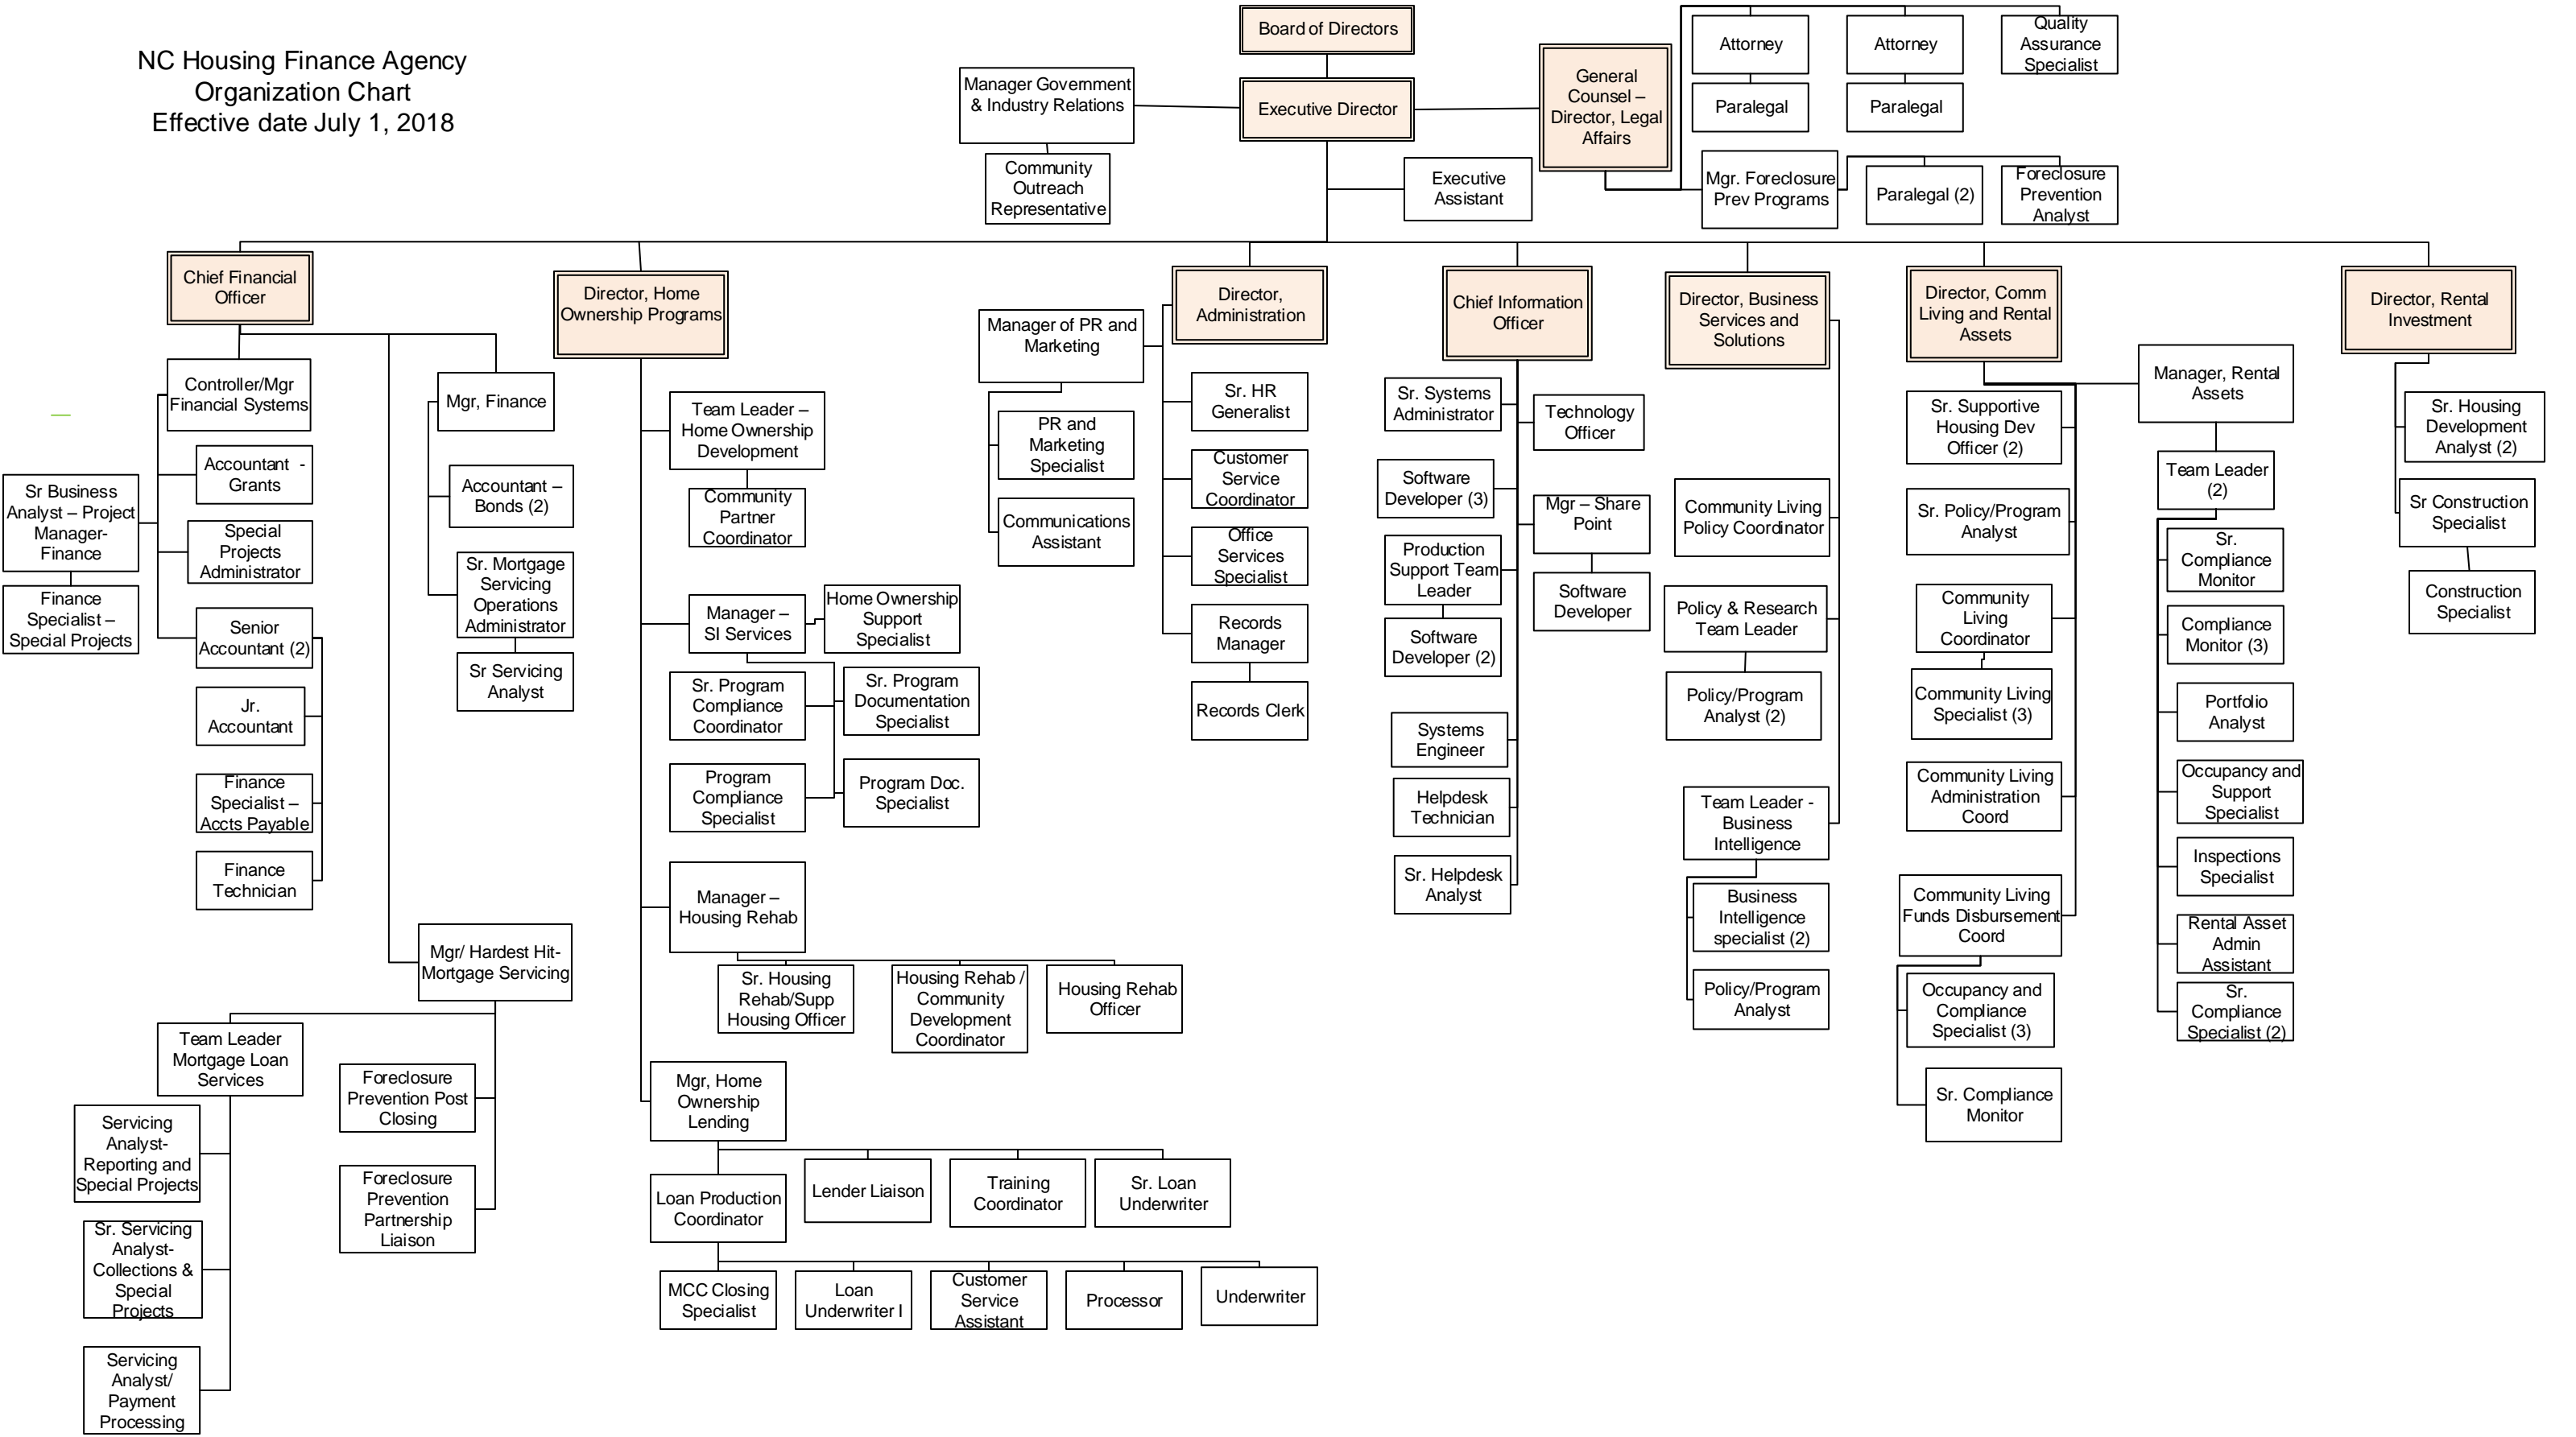 NC Housing Finance Agency
Organization Chart
Effective date July 1, 2018
Board of Directors
Executive Director
Manager Government
& Industry Relations
Community
Outreach
Representative
Executive
Assistant
General
Counsel –
Director, Legal
Affairs
Attorney
Paralegal
Attorney
Paralegal
Quality
Assurance
Specialist
Mgr. Foreclosure
Prev Programs
Paralegal (2)
Foreclosure
Prevention
Analyst
Chief Financial
Officer
Controller/Mgr
Financial Systems
Accountant -
Grants
Sr Business
Analyst – Project
Manager-
Finance
Finance
Specialist –
Special Projects
Special
Projects
Administrator
Senior
Accountant (2)
Jr.
Accountant
Finance
Specialist –
Accts Payable
Finance
Technician
Mgr, Finance
Accountant –
Bonds (2)
Sr. Mortgage
Servicing
Operations
Administrator
Sr Servicing
Analyst
Mgr/ Hardest Hit-
Mortgage Servicing
Team Leader
Mortgage Loan
Services
Servicing
Analyst-
Reporting and
Special Projects
Sr. Servicing
Analyst-
Collections &
Special
Projects
Servicing
Analyst/
Payment
Processing
Foreclosure
Prevention Post
Closing
Foreclosure
Prevention
Partnership
Liaison
Director, Home
Ownership Programs
Team Leader –
Home Ownership
Development
Community
Partner
Coordinator
Manager –
SI Services
Home Ownership
Support
Specialist
Sr. Program
Compliance
Coordinator
Sr. Program
Documentation
Specialist
Program
Compliance
Specialist
Program Doc.
Specialist
Manager –
Housing Rehab
Sr. Housing
Rehab/Supp
Housing Officer
Housing Rehab /
Community
Development
Coordinator
Housing Rehab
Officer
Mgr, Home
Ownership
Lending
Loan Production
Coordinator
Lender Liaison
Training
Coordinator
Sr. Loan
Underwriter
MCC Closing
Specialist
Loan
Underwriter I
Customer
Service
Assistant
Processor
Underwriter
Director,
Administration
Manager of PR and
Marketing
PR and
Marketing
Specialist
Communications
Assistant
Sr. HR
Generalist
Customer
Service
Coordinator
Office
Services
Specialist
Records
Manager
Records Clerk
Chief Information
Officer
Sr. Systems
Administrator
Technology
Officer
Software
Developer (3)
Mgr – Share
Point
Software
Developer
Production
Support Team
Leader
Software
Developer (2)
Systems
Engineer
Helpdesk
Technician
Sr. Helpdesk
Analyst
Director, Business
Services and
Solutions
Community Living
Policy Coordinator
Policy & Research
Team Leader
Policy/Program
Analyst (2)
Team Leader -
Business
Intelligence
Business
Intelligence
specialist (2)
Policy/Program
Analyst
Director, Comm
Living and Rental
Assets
Sr. Supportive
Housing Dev
Officer (2)
Sr. Policy/Program
Analyst
Community
Living
Coordinator
Community Living
Specialist (3)
Community Living
Administration
Coord
Community Living
Funds Disbursement
Coord
Occupancy and
Compliance
Specialist (3)
Sr. Compliance
Monitor
Manager, Rental
Assets
Team Leader
(2)
Sr.
Compliance
Monitor
Compliance
Monitor (3)
Portfolio
Analyst
Occupancy and
Support
Specialist
Inspections
Specialist
Rental Asset
Admin
Assistant
Sr.
Compliance
Specialist (2)
Director, Rental
Investment
Sr. Housing
Development
Analyst (2)
Sr Construction
Specialist
Construction
Specialist